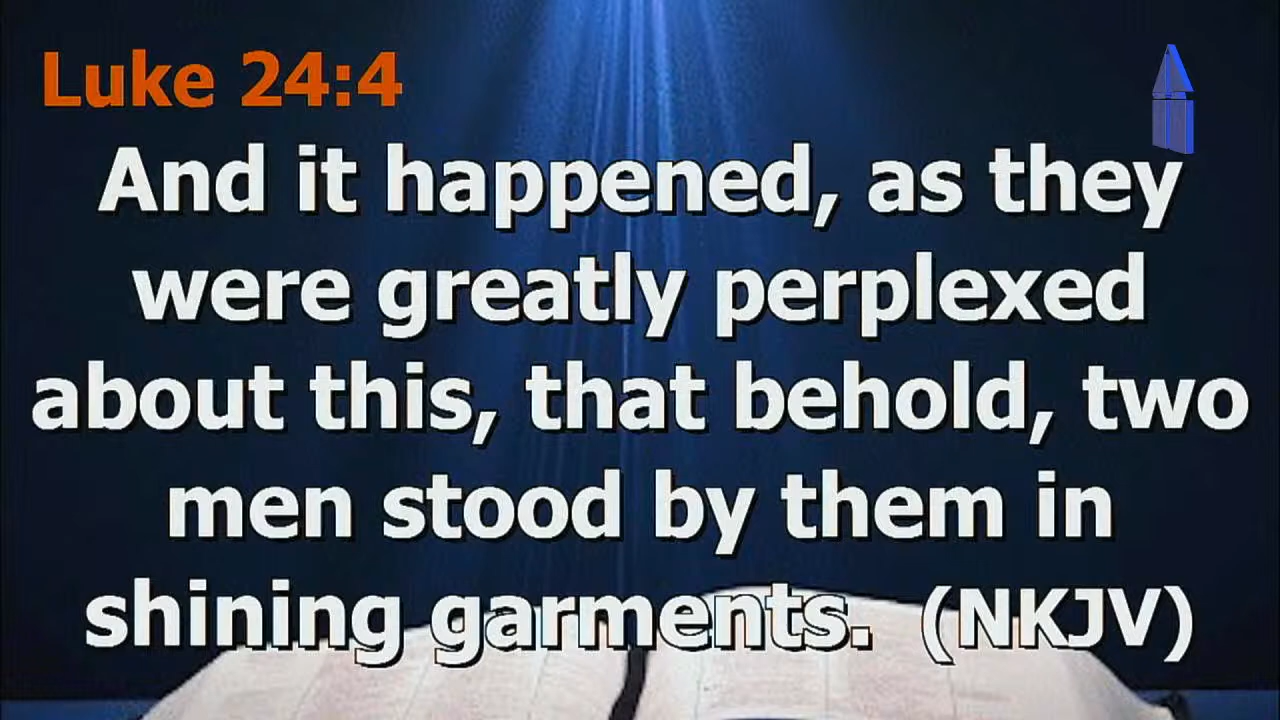 Luke 24:4
And it happened, as they
were greatly perplexed
about this, that behold, two
men stood by them in
shining garments.  (NKJV)